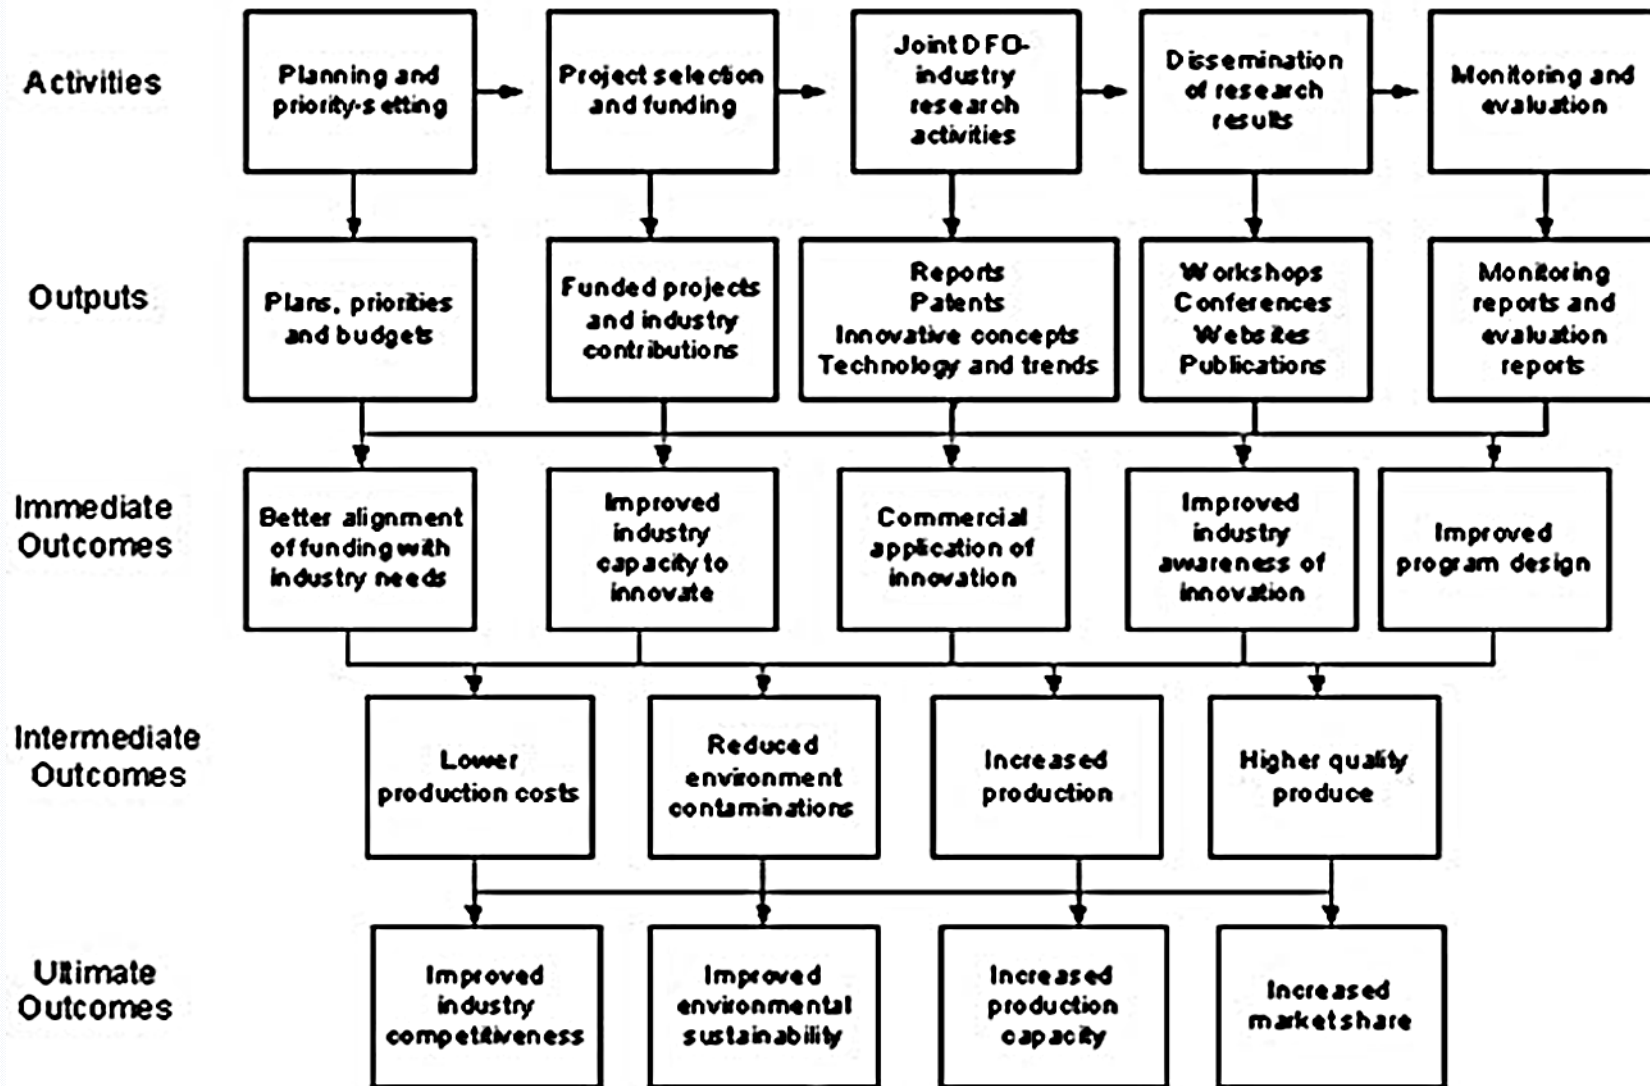 Activities
Planning and
priority-setting
Project selection
and funding
Joint DFO-
industry
research
activities
Dissemination
of research
results
Monitoring and
evaluation
Outputs
Plans, priorities
and budgets
Funded projects
and industry
contributions
Reports
Patents
Innovative concepts
Technology and trends
Workshops
Conferences
Websites
Publications
Monitoring
reports and
evaluation
reports
Immediate
Outcomes
Better alignment
of funding with
industry needs
Improved
industry
capacity to
innovate
Commercial
application of
innovation
Improved
industry
awareness of
innovation
Improved
program design
Intermediate
Outcomes
Lower
production costs
Reduced
environment
contaminations
Increased
production
Higher quality
produce
Ultimate
Outcomes
Improved
industry
competitiveness
Improved
environmental
sustainability
Increased
production
capacity
Increased
market share